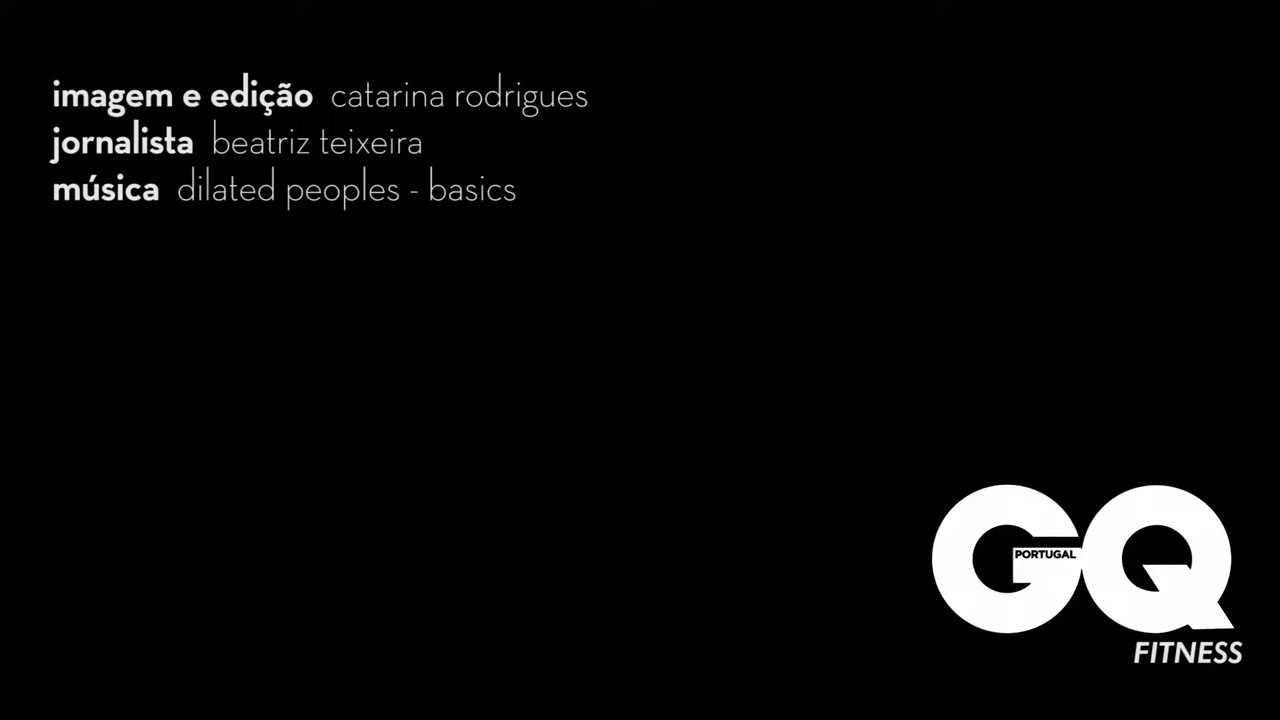 imagem e edição catarina rodrigues
jornalista beatriz teixeira
música dilated peoples - basics
GQ
PORTUGAL
FITNESS